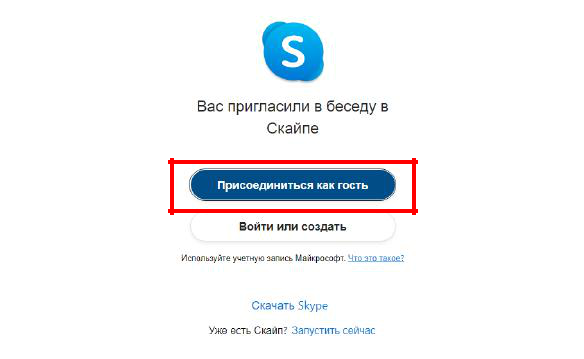 S
Вас пригласили в беседу в
Скайпе
Присоединиться как гость
Войти или создать
Используйте учетную запись Майкрософт. Что это такое?
Скачать Skype
Уже есть Скайп? Запустить сейчас